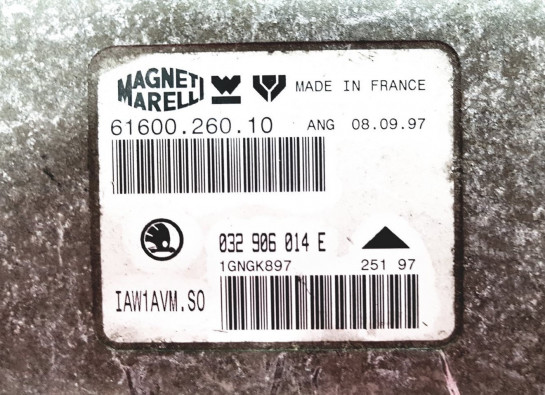 MAGNETI MARELLI W MADE IN FRANCE
61600.260.10 ANG 08.09.97
032 906 014 E
1GNGK897 251 97
IAW1AVM.SO